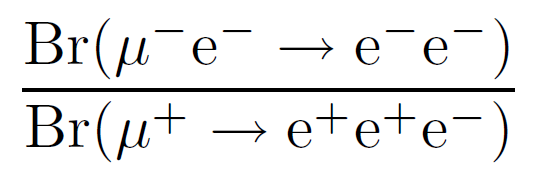 Br(μ⁻e⁻ → e⁻e⁻)
Br(μ⁺ → e⁺e⁺e⁻)